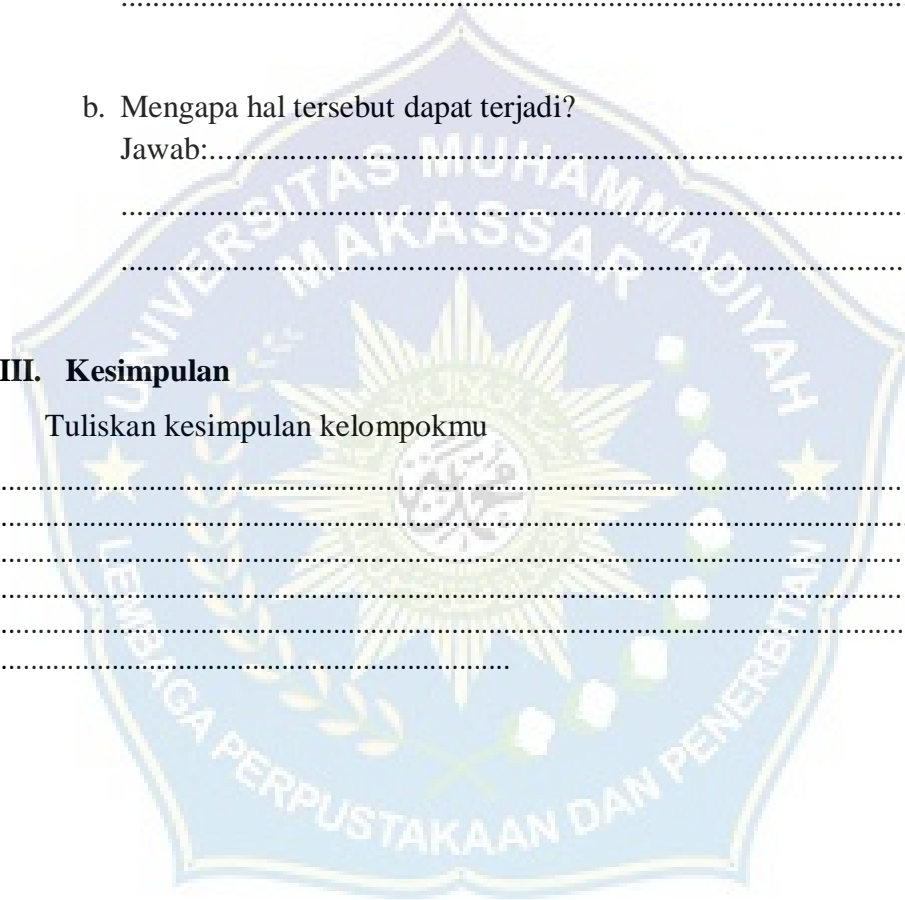 ................................................................................................
b. Mengapa hal tersebut dapat terjadi?
Jawab:....................................................................................
................................................................................................
................................................................................................
III. Kesimpulan
Tuliskan kesimpulan kelompokmu
................................................................................................................
................................................................................................................
................................................................................................................
................................................................................................................
................................................................................................................
................................................................
UNIVERSITAS MUHAMMADIYAH
MAKASSAR
LEMBAGA PERPUSTAKAAN DAN PENERBITAN